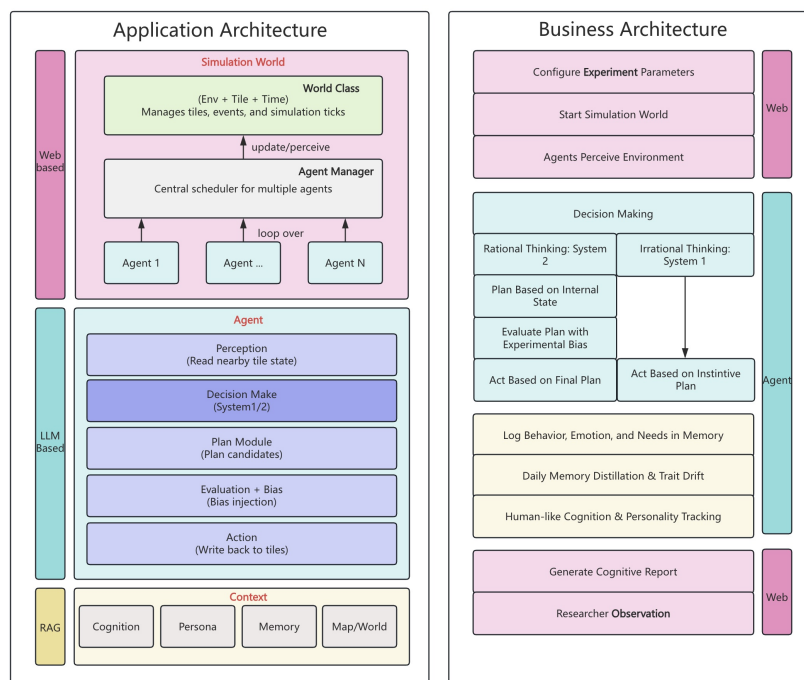 Application Architecture
Web
based
Simulation World
World Class
(Env + Tile + Time)
Manages tiles, events, and simulation ticks
update/perceive
Agent Manager
Central scheduler for multiple agents
loop over
Agent 1
Agent ...
Agent N
LLM
Based
Agent
Perception
(Read nearby tile state)
Decision Make
(System1/2)
Plan Module
(Plan candidates)
Evaluation + Bias
(Bias injection)
Action
(Write back to tiles)
RAG
Context
Cognition
Persona
Memory
Map/World
Business Architecture
Configure Experiment Parameters
Start Simulation World
Agents Perceive Environment
Web
Decision Making
Rational Thinking: System
2
Irrational Thinking:
System 1
Plan Based on Internal
State
Evaluate Plan with
Experimental Bias
Act Based on Final Plan
Act Based on Instintive
Plan
Agent
Log Behavior, Emotion, and Needs in Memory
Daily Memory Distillation & Trait Drift
Human-like Cognition & Personality Tracking
Generate Cognitive Report
Researcher Observation
Web